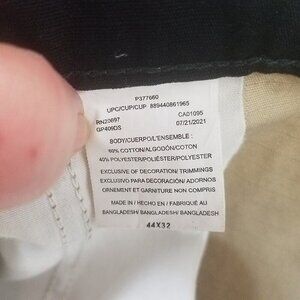 P377660
UPC/CUP/CUP 889440861965
RN20697 CAD1095
GP409DS 07/21/2021
BODY/CUERPO/L'ENSEMBLE :
60% COTTON/ALGODÓN/COTON
40% POLYESTER/POLIÉSTER/POLYESTER
EXCLUSIVE OF DECORATION/ TRIMMINGS
EXCLUSIVO PARA DECORACIÓN/ ADORNOS
ORNEMENT ET GARNITURE NON COMPRIS
MADE IN / HECHO EN / FABRIQUÉ AU
BANGLADESH/ BANGLADESH/ BANGLADESH
44X32